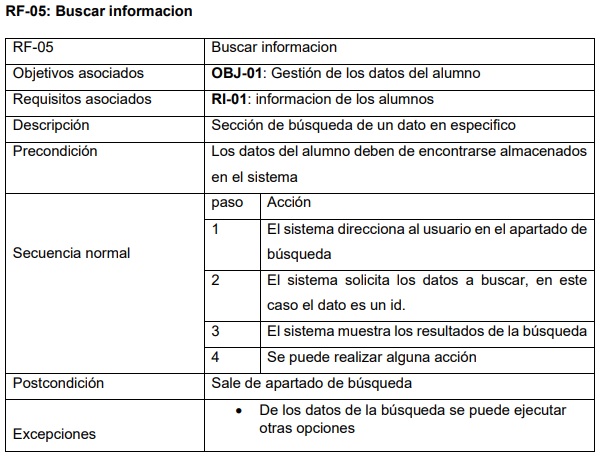 RF-05: Buscar informacion
RF-05 Buscar informacion
Objetivos asociados OBJ-01: Gestión de los datos del alumno
Requisitos asociados RI-01: informacion de los alumnos
Descripción Sección de búsqueda de un dato en especifico
Precondición Los datos del alumno deben de encontrarse almacenados
en el sistema
Secuencia normal
paso Acción
1 El sistema direcciona al usuario en el apartado de
búsqueda
2 El sistema solicita los datos a buscar, en este
caso el dato es un id.
3 El sistema muestra los resultados de la búsqueda
4 Se puede realizar alguna acción
Postcondición Sale de apartado de búsqueda
Excepciones
• De los datos de la búsqueda se puede ejecutar
otras opciones